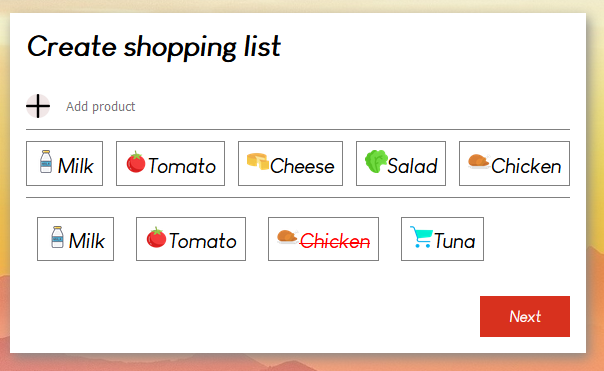 Create shopping list
Add product
Milk Tomato Cheese Salad Chicken
Milk Tomato Chicken Tuna
Next